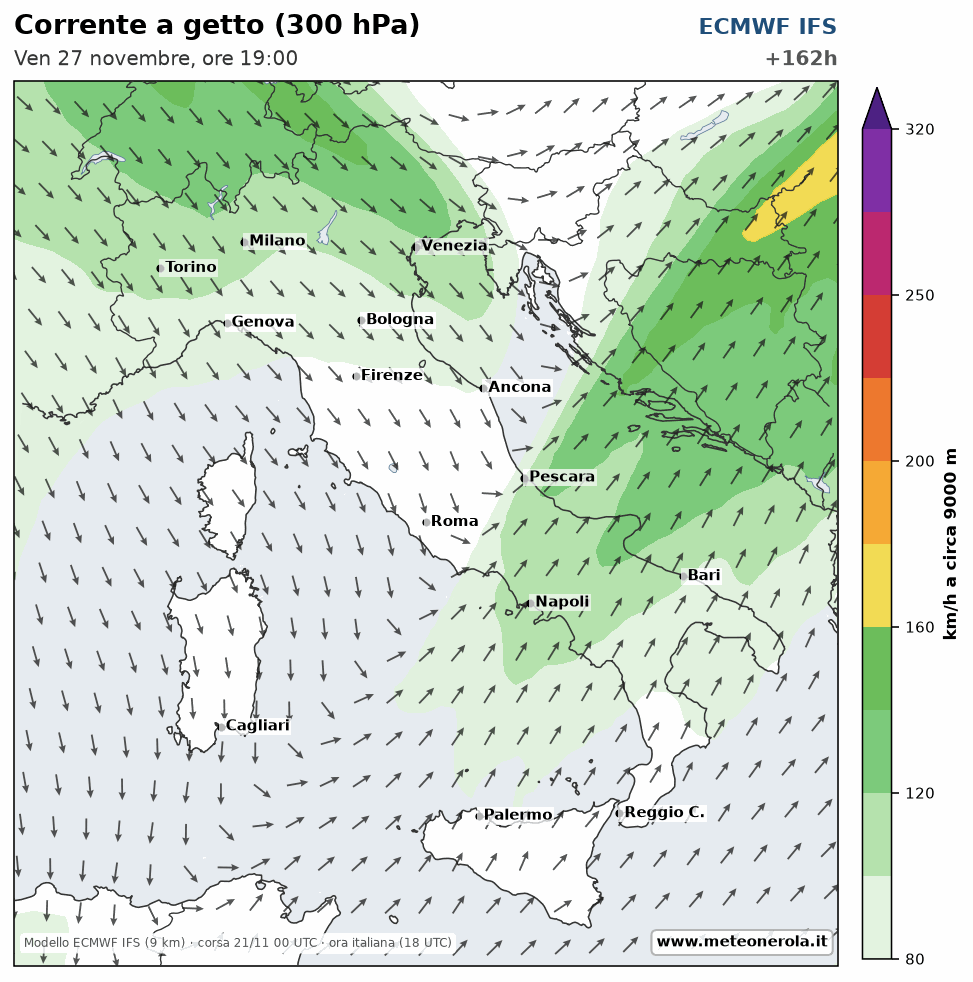 Corrente a getto (300 hPa)
ECMWF IFS
Ven 27 novembre, ore 19:00
+162h
320
Milano
Venezia
Torino
250
Genova
Bologna
Firenze
Ancona
200
Pescara
Roma
km/h a circa 9000 m
Bari
Napoli
160
Cagliari
120
Palermo
Reggio C.
Modello ECMWF IFS (9 km) · corsa 21/11 00 UTC · ora italiana (18 UTC)
www.meteonerola.it
80